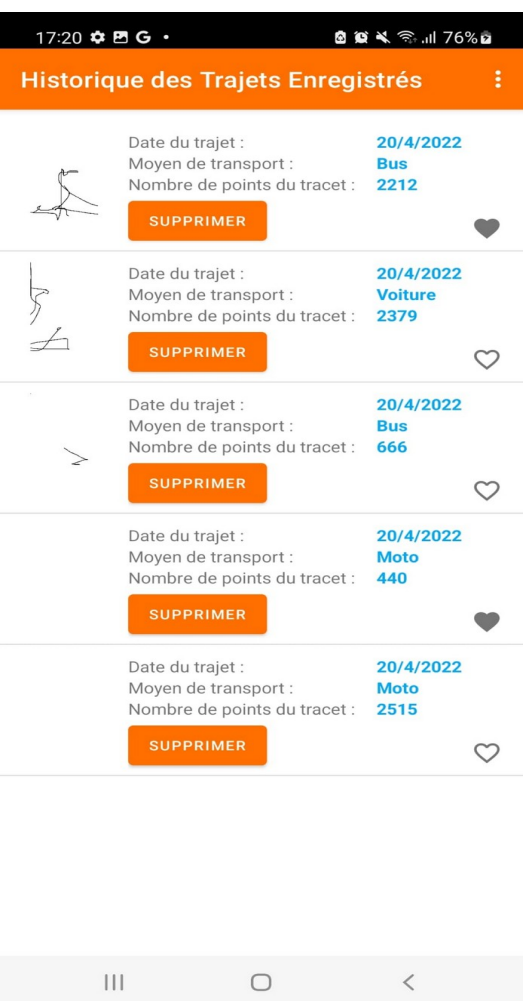 17:20 G
76%
Historique des Trajets Enregistrés
Date du trajet : 20/4/2022
Moyen de transport : Bus
Nombre de points du tracet : 2212
SUPPRIMER
Date du trajet : 20/4/2022
Moyen de transport : Voiture
Nombre de points du tracet : 2379
SUPPRIMER
Date du trajet : 20/4/2022
Moyen de transport : Bus
Nombre de points du tracet : 666
SUPPRIMER
Date du trajet : 20/4/2022
Moyen de transport : Moto
Nombre de points du tracet : 440
SUPPRIMER
Date du trajet : 20/4/2022
Moyen de transport : Moto
Nombre de points du tracet : 2515
SUPPRIMER